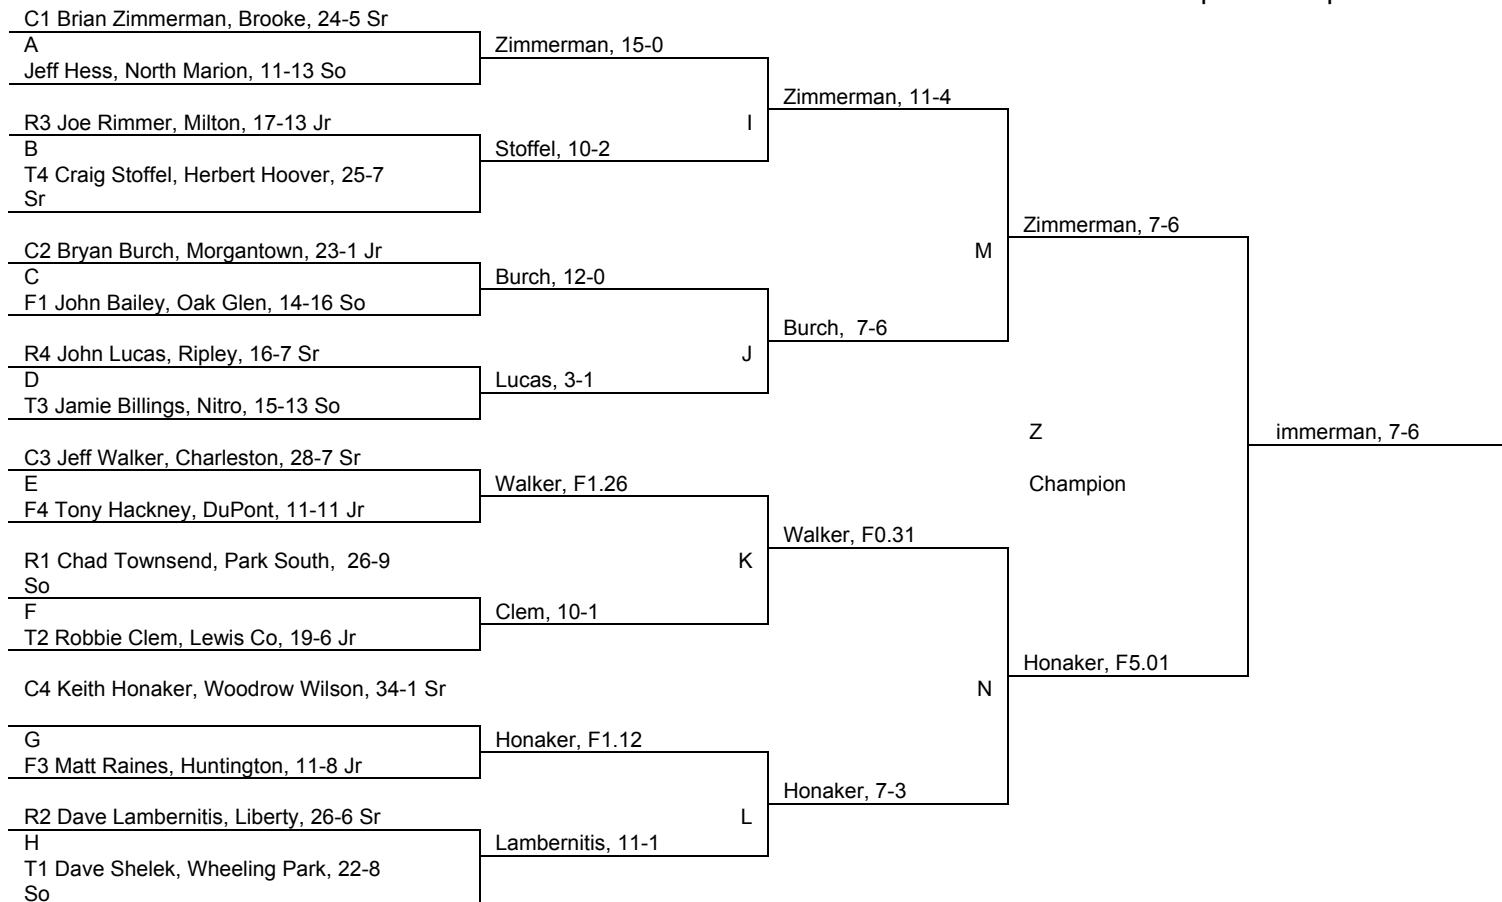 C1 Brian Zimmerman, Brooke, 24-5 Sr
A
Zimmerman, 15-0
Jeff Hess, North Marion, 11-13 So
Zimmerman, 11-4
R3 Joe Rimmer, Milton, 17-13 Jr
I
B
Stoffel, 10-2
T4 Craig Stoffel, Herbert Hoover, 25-7
Sr
Zimmerman, 7-6
C2 Bryan Burch, Morgantown, 23-1 Jr
M
C
Burch, 12-0
F1 John Bailey, Oak Glen, 14-16 So
Burch, 7-6
R4 John Lucas, Ripley, 16-7 Sr
J
D
Lucas, 3-1
T3 Jamie Billings, Nitro, 15-13 So
Z
immerman, 7-6
C3 Jeff Walker, Charleston, 28-7 Sr
E
Walker, F1.26
Champion
F4 Tony Hackney, DuPont, 11-11 Jr
Walker, F0.31
R1 Chad Townsend, Park South, 26-9
So
K
F
Clem, 10-1
T2 Robbie Clem, Lewis Co, 19-6 Jr
Honaker, F5.01
C4 Keith Honaker, Woodrow Wilson, 34-1 Sr
N
G
Honaker, F1.12
F3 Matt Raines, Huntington, 11-8 Jr
Honaker, 7-3
R2 Dave Lambernitis, Liberty, 26-6 Sr
L
H
Lambernitis, 11-1
T1 Dave Shelek, Wheeling Park, 22-8
So